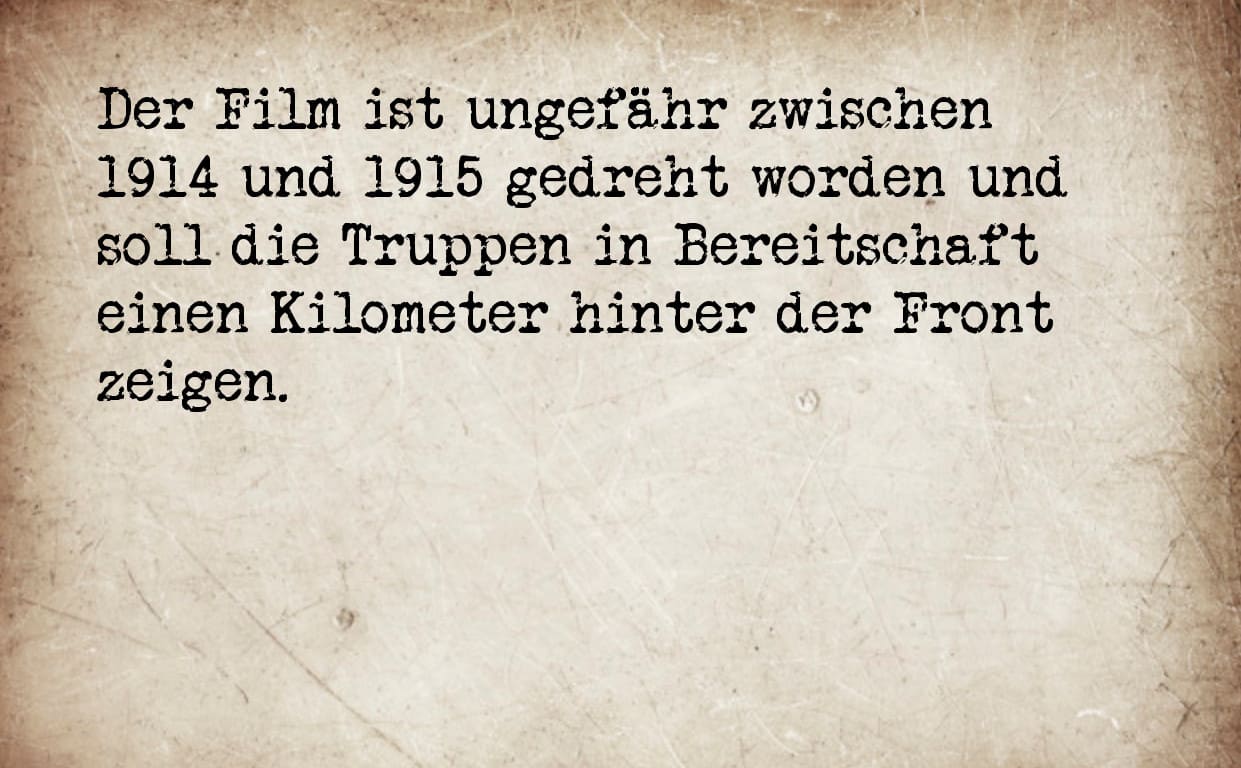 Der Film ist ungefähr zwischen
1914 und 1915 gedreht worden und
soll die Truppen in Bereitschaft
einen Kilometer hinter der Front
zeigen.